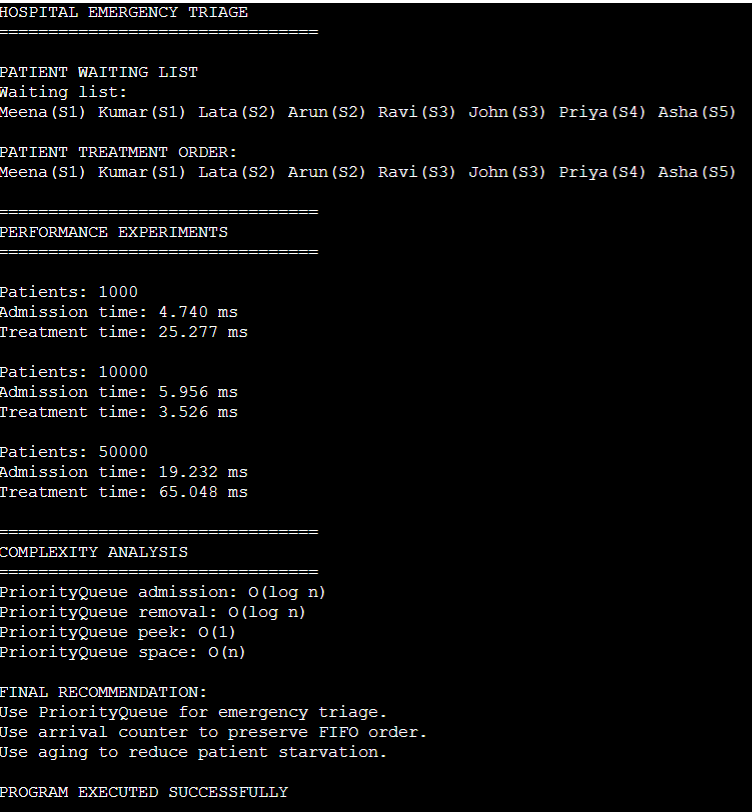 HOSPITAL EMERGENCY TRIAGE
================================
PATIENT WAITING LIST
Waiting list:
Meena(S1) Kumar(S1) Lata(S2) Arun(S2) Ravi(S3) John(S3) Priya(S4) Asha(S5)
PATIENT TREATMENT ORDER:
Meena(S1) Kumar(S1) Lata(S2) Arun(S2) Ravi(S3) John(S3) Priya(S4) Asha(S5)
================================
PERFORMANCE EXPERIMENTS
================================
Patients: 1000
Admission time: 4.740 ms
Treatment time: 25.277 ms
Patients: 10000
Admission time: 5.956 ms
Treatment time: 3.526 ms
Patients: 50000
Admission time: 19.232 ms
Treatment time: 65.048 ms
================================
COMPLEXITY ANALYSIS
================================
PriorityQueue admission: O(log n)
PriorityQueue removal: O(log n)
PriorityQueue peek: O(1)
PriorityQueue space: O(n)
FINAL RECOMMENDATION:
Use PriorityQueue for emergency triage.
Use arrival counter to preserve FIFO order.
Use aging to reduce patient starvation.
PROGRAM EXECUTED SUCCESSFULLY